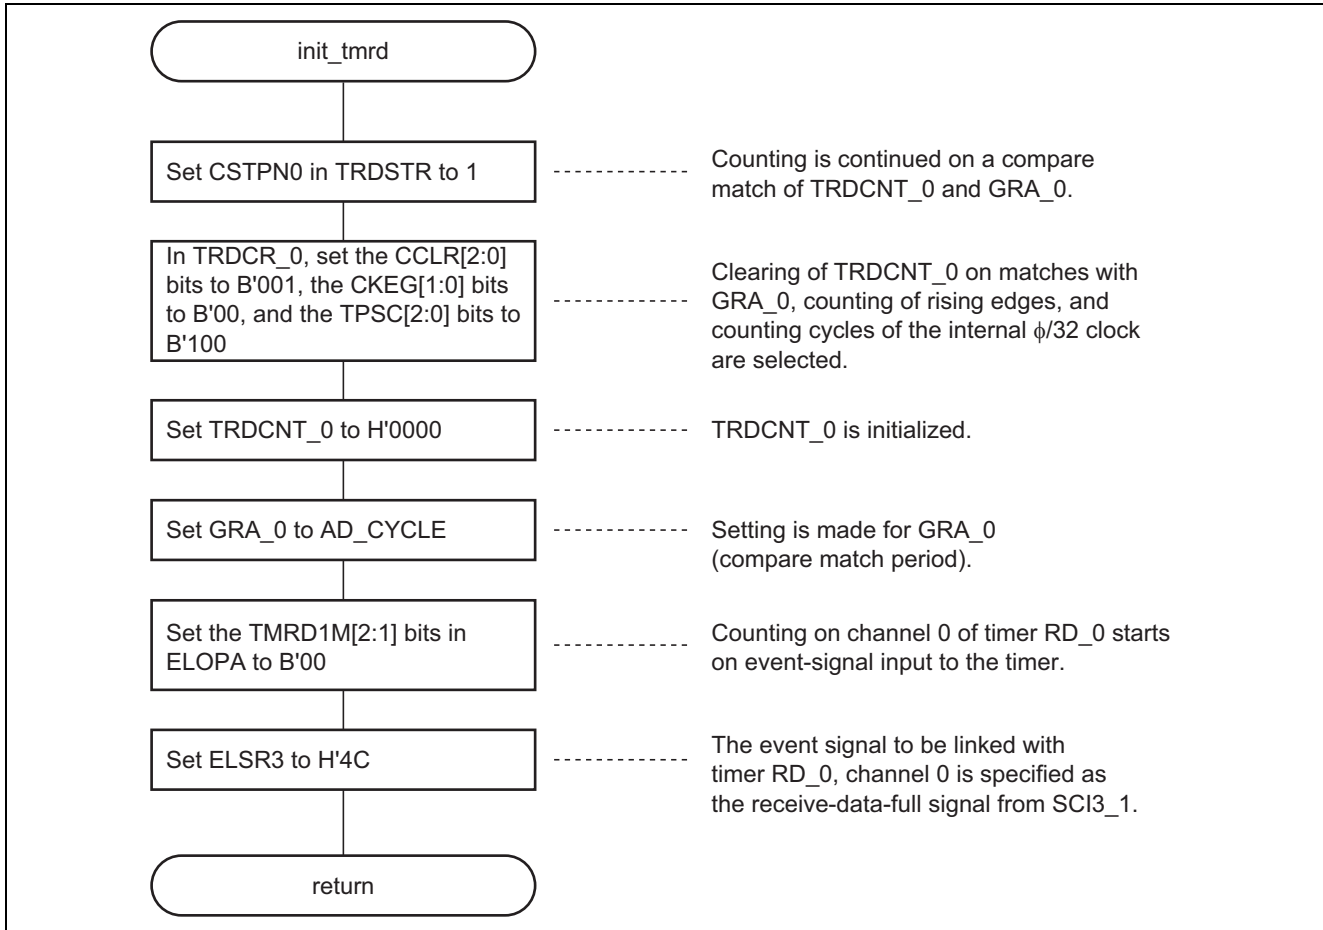 init_tmrd
Set CSTPN0 in TRDSTR to 1
Counting is continued on a compare
match of TRDCNT_0 and GRA_0.
In TRDCR_0, set the CCLR[2:0]
bits to B'001, the CKEG[1:0] bits
to B'00, and the TPSC[2:0] bits to
B'100
Clearing of TRDCNT_0 on matches with
GRA_0, counting of rising edges, and
counting cycles of the internal ϕ/32 clock
are selected.
Set TRDCNT_0 to H'0000
TRDCNT_0 is initialized.
Set GRA_0 to AD_CYCLE
Setting is made for GRA_0
(compare match period).
Set the TMRD1M[2:1] bits in
ELOPA to B'00
Counting on channel 0 of timer RD_0 starts
on event-signal input to the timer.
Set ELSR3 to H'4C
The event signal to be linked with
timer RD_0, channel 0 is specified as
the receive-data-full signal from SCI3_1.
return